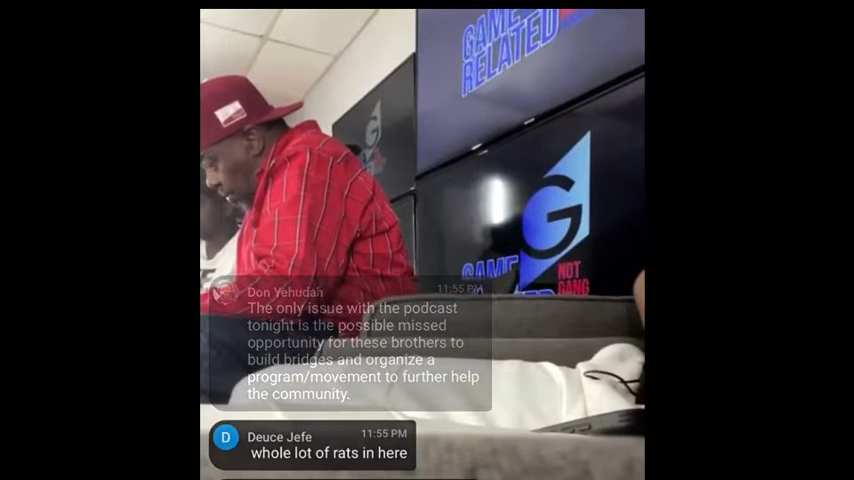 GAME
RELATED
G
G
GAME
NOT
GANG
Don Yehudah 11:55 PM
The only issue with the podcast
tonight is the possible missed
opportunity for these brothers to
build bridges and organize a
program/movement to further help
the community.
D
Deuce Jefe 11:55 PM
whole lot of rats in here